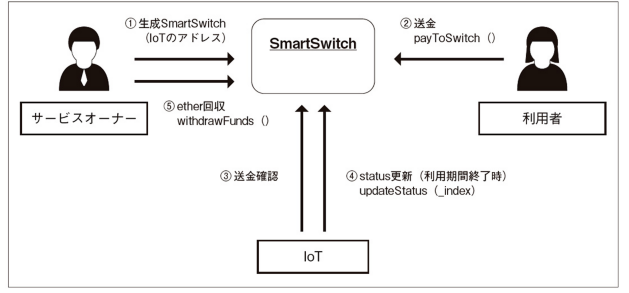 ① 生成SmartSwitch
（IoTのアドレス）
SmartSwitch
② 送金
payToSwitch（）
サービスオーナー
⑤ ether回収
withdrawFunds（）
利用者
③ 送金確認
④ status更新（利用期間終了時）
updateStatus（_index）
IoT